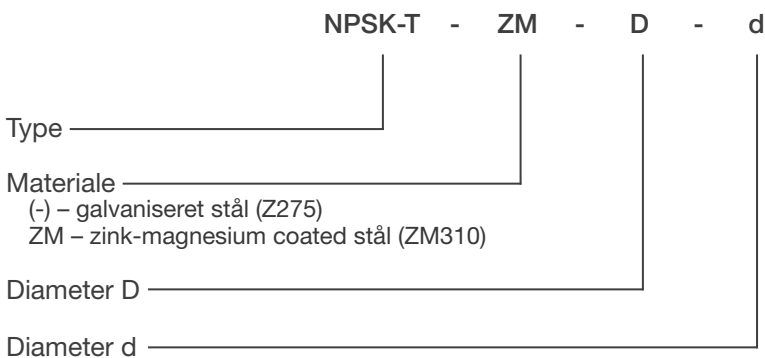 NPSK-T - ZM - D - d
Type
Materiale
(-) – galvaniseret stål (Z275)
ZM – zink-magnesium coated stål (ZM310)
Diameter D
Diameter d